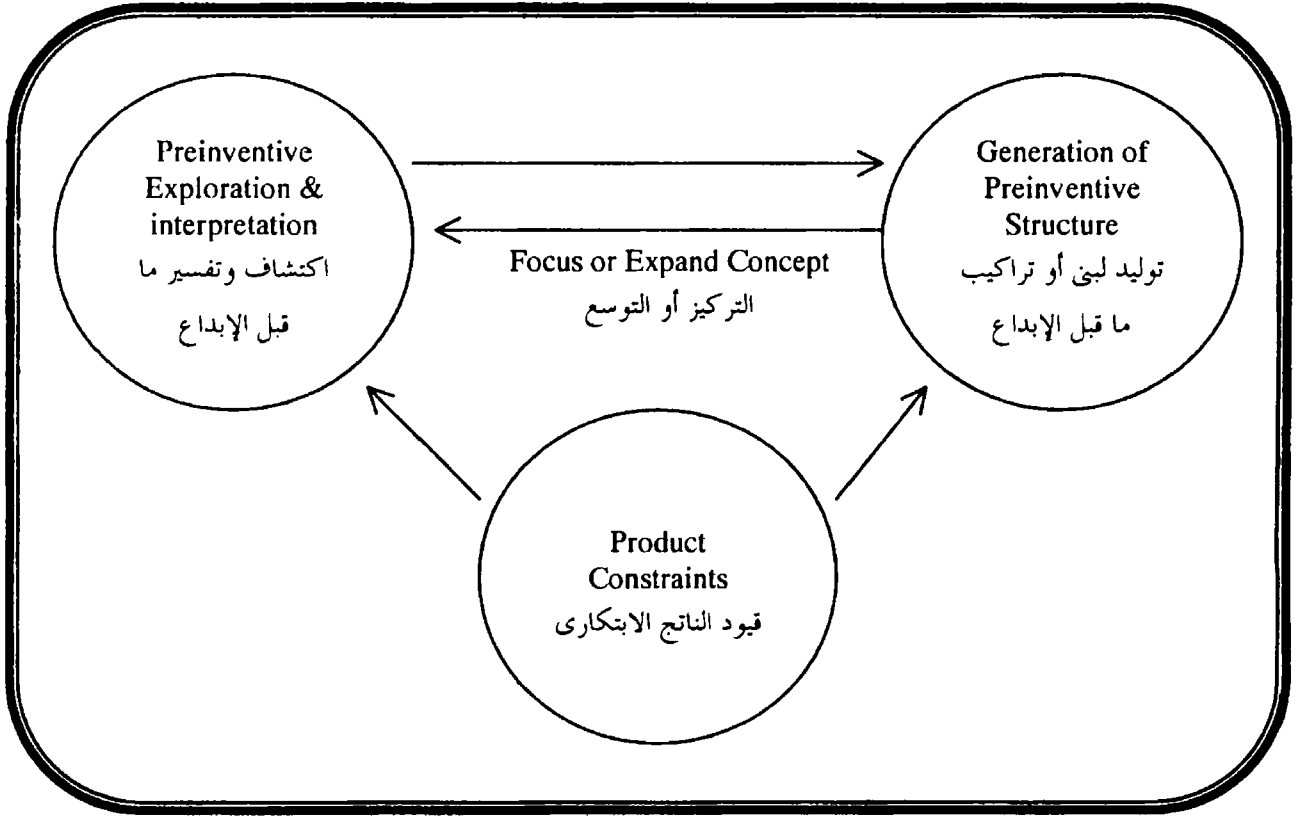 Preinventive
Exploration &
interpretation
اكتشاف وتفسير ما
قبل الإبداع
Generation of
Preinventive
Structure
توليد لبنى أو تراكيب
ما قبل الإبداع
Focus or Expand Concept
التركيز أو التوسع
Product
Constraints
قيود الناتج الابتكارى